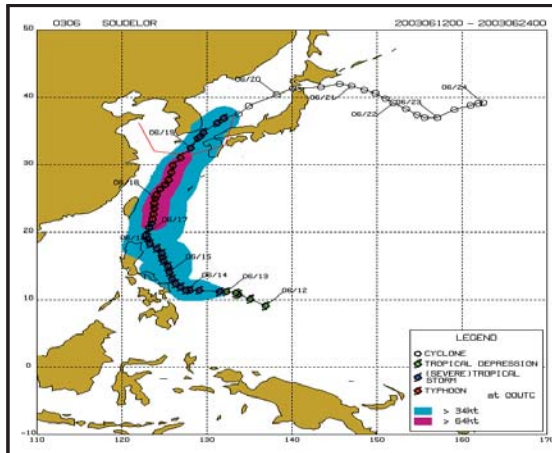 0306 SOUDELOR 2003061200 - 2003062400
50
40
30
20
10
0
-10
110 120 130 140 150 160 170
06/20
06/21
06/24
06/23
06/22
06/19
06/18
06/17
06/15
06/14
06/13
06/12
LEGEND
CYCLONE
TROPICAL DEPRESSION
(SEVERE)TROPICAL
STORM
TYPHOON at 00UTC
> 34kt
> 64kt